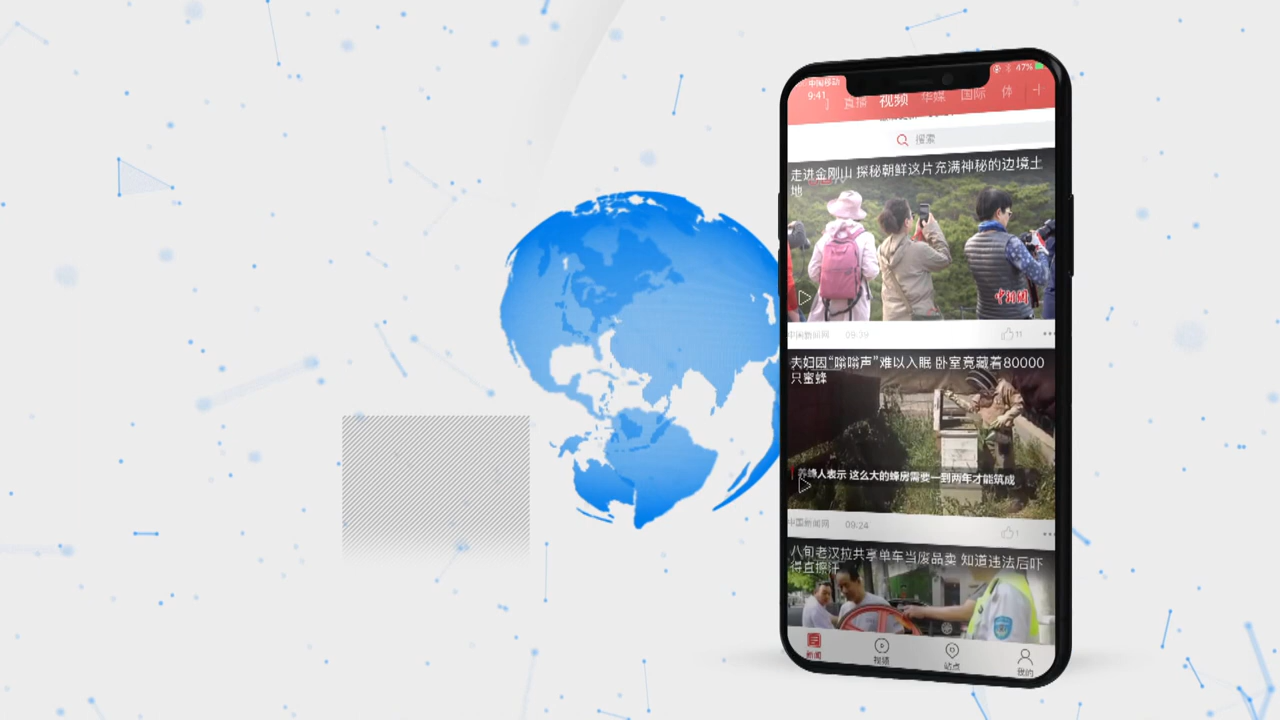 中国移动
9:41
47%
直播 视频 华媒 国际 体
搜索
走进金刚山 探秘朝鲜这片充满神秘的边境土
地
中新网
中国新闻网 09:29
11
夫妇因“嗡嗡声”难以入眠 卧室竟藏着80000
只蜜蜂
养蜂人表示 这么大的蜂房需要一到两年才能筑成
中国新闻网 09:24
1
八旬老汉拉共享单车当废品卖 知道违法后吓
得直擦汗
新闻 视频 站点 我的